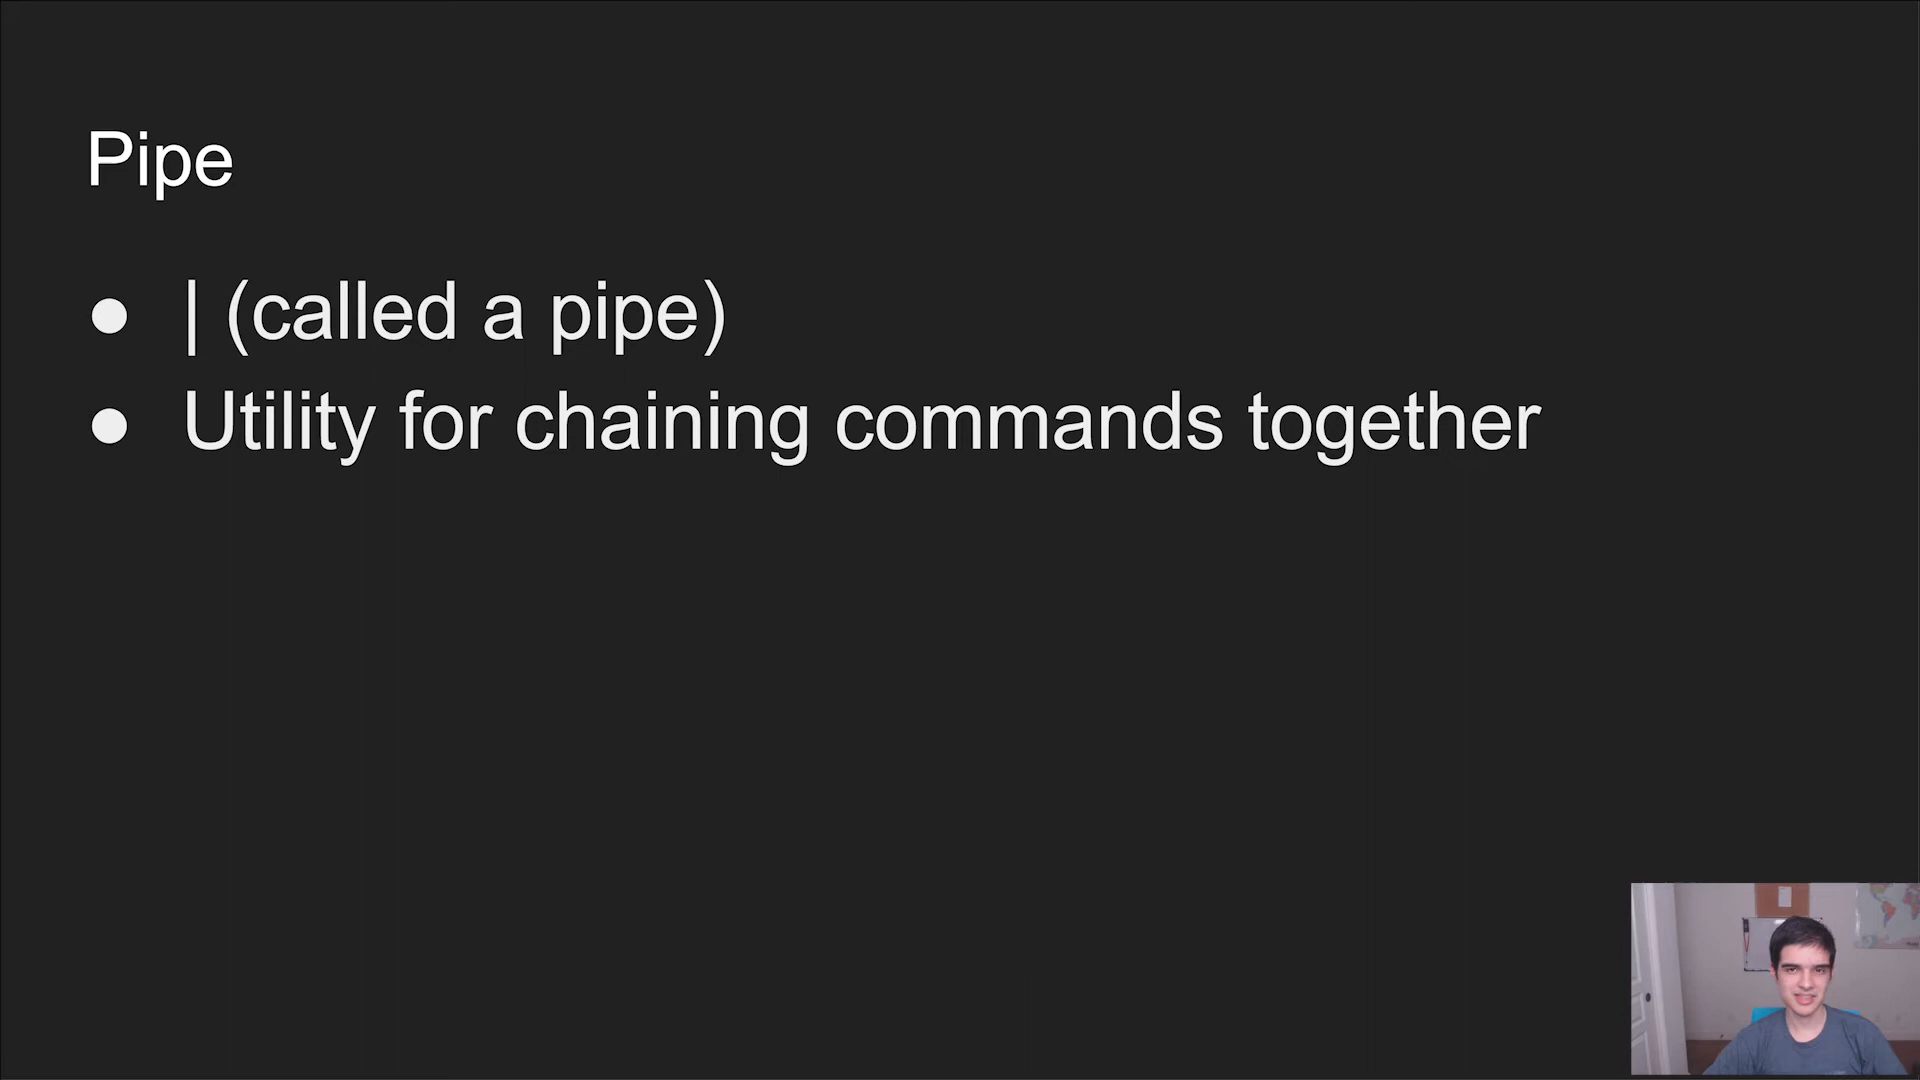 Pipe
● | (called a pipe)
● Utility for chaining commands together